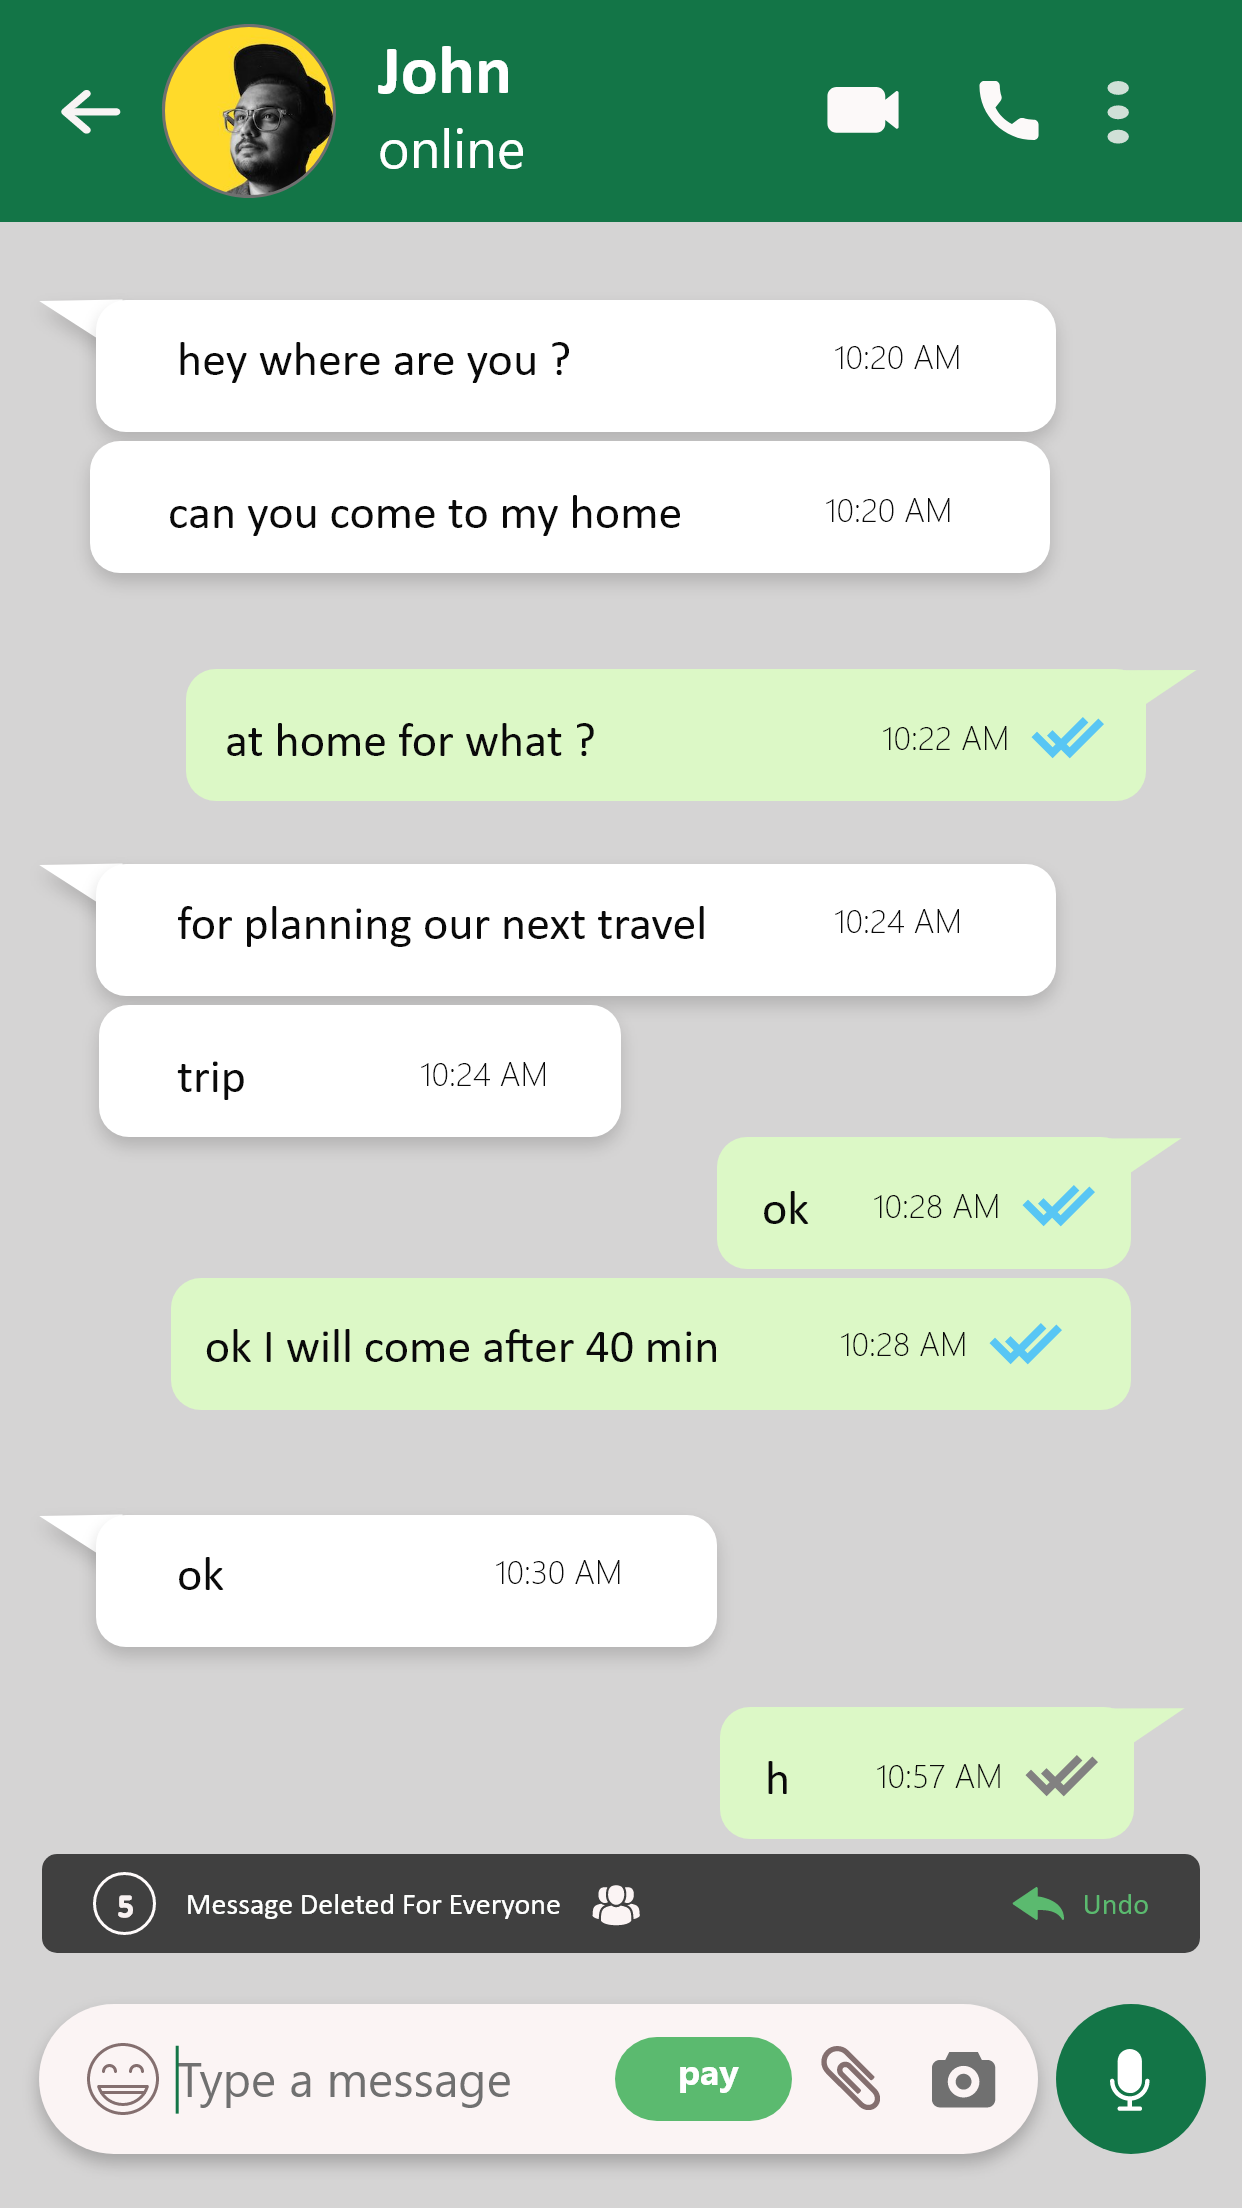 John
online
hey where are you ? 10:20 AM
can you come to my home 10:20 AM
at home for what ? 10:22 AM
for planning our next travel 10:24 AM
trip 10:24 AM
ok 10:28 AM
ok I will come after 40 min 10:28 AM
ok 10:30 AM
h 10:57 AM
5 Message Deleted For Everyone Undo
Type a message pay